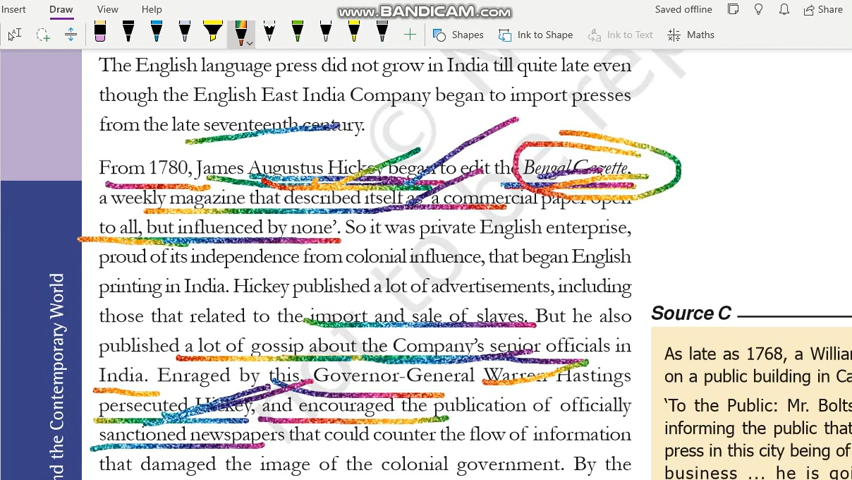 Insert Draw View Help
WWW.BANDICAM.COM
Saved offline
Share
Shapes Ink to Shape Ink to Text Maths
The English language press did not grow in India till quite late even
though the English East India Company began to import presses
from the late seventeenth century.
From 1780, James Augustus Hickey began to edit the Bengal Gazette,
a weekly magazine that described itself as 'a commercial paper open
to all, but influenced by none'. So it was private English enterprise,
proud of its independence from colonial influence, that began English
printing in India. Hickey published a lot of advertisements, including
those that related to the import and sale of slaves. But he also
published a lot of gossip about the Company's senior officials in
India. Enraged by this, Governor-General Warren Hastings
persecuted Hickey, and encouraged the publication of officially
sanctioned newspapers that could counter the flow of information
that damaged the image of the colonial government. By the
nd the Contemporary World
Source C
As late as 1768, a Willia
on a public building in Ca
'To the Public: Mr. Bolts
informing the public that
press in this city being of
business ... he is goi